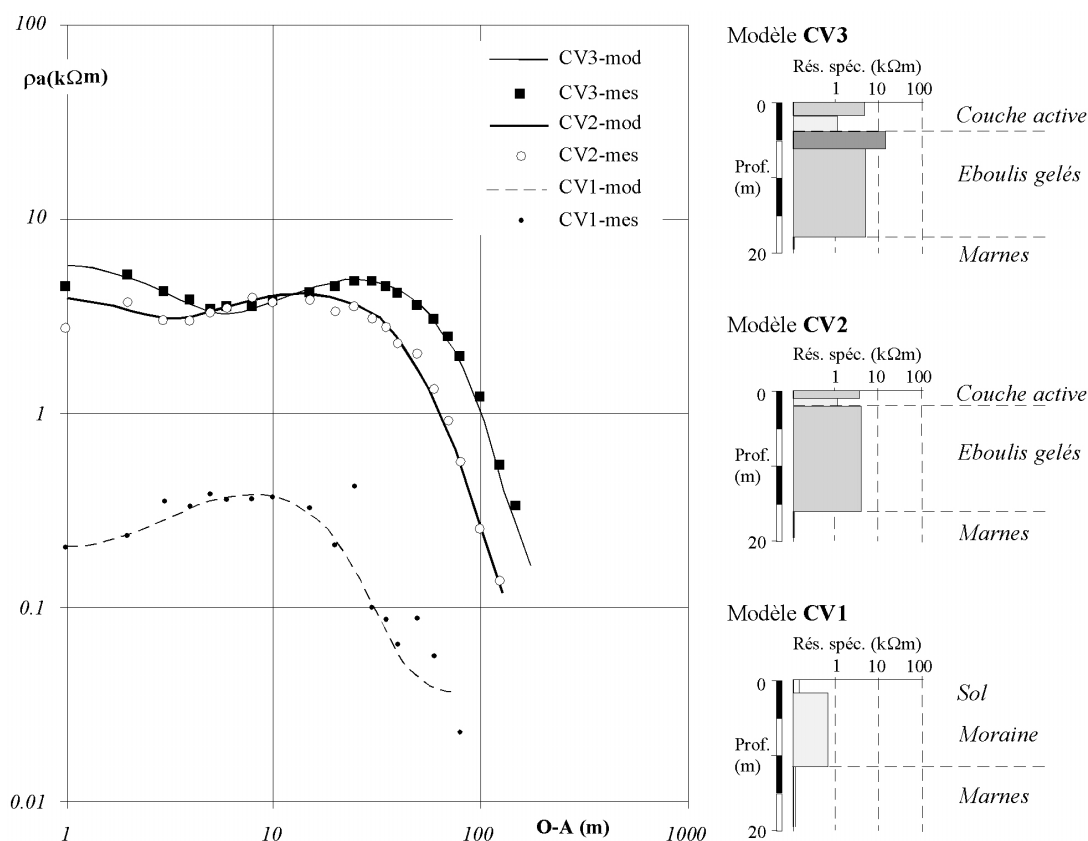 100
ρa(kΩm)
10
1
0.1
0.01
1
10
100
1000
O-A (m)
CV3-mod
CV3-mes
CV2-mod
CV2-mes
CV1-mod
CV1-mes
Modèle CV3
Rés. spéc. (kΩm)
1 10 100
0
Prof.
(m)
20
Couche active
Eboulis gelés
Marnes
Modèle CV2
Rés. spéc. (kΩm)
1 10 100
0
Prof.
(m)
20
Couche active
Eboulis gelés
Marnes
Modèle CV1
Rés. spéc. (kΩm)
1 10 100
0
Prof.
(m)
20
Sol
Moraine
Marnes